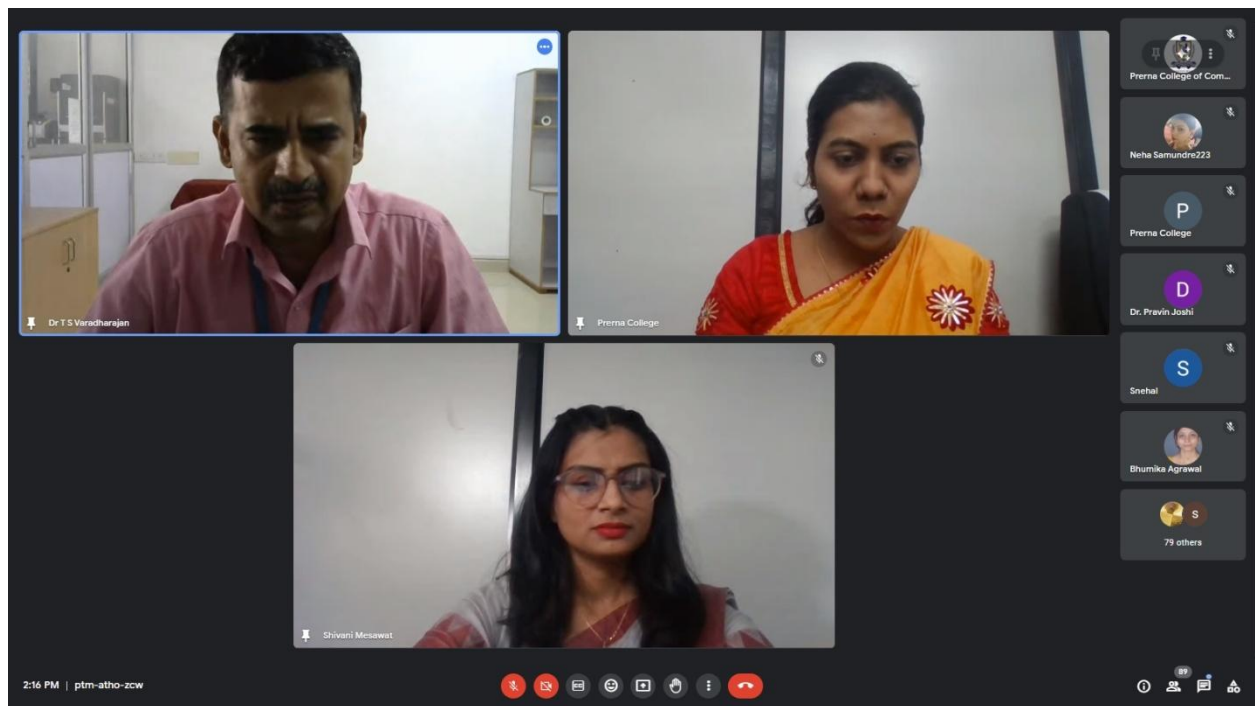 Dr T S Varadharajan
Prerna College
Shivani Mesawat
Prerna College of Com...
Neha Samundre223
P
Prerna College
D
Dr. Pravin Joshi
S
Snehal
Bhumika Agrawal
S
79 others
2:16 PM | ptm-atho-zcw
89